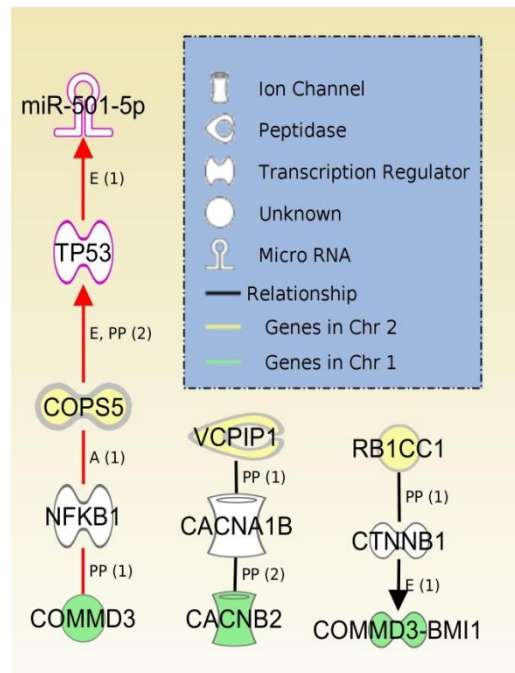 miR-501-5p
E (1)
TP53
E, PP (2)
COPS5
A (1)
NFKB1
PP (1)
COMMD3
Ion Channel
Peptidase
Transcription Regulator
Unknown
Micro RNA
Relationship
Genes in Chr 2
Genes in Chr 1
VCPIP1
PP (1)
CACNA1B
PP (2)
CACNB2
RB1CC1
PP (1)
CTNNB1
E (1)
COMMD3-BMI1